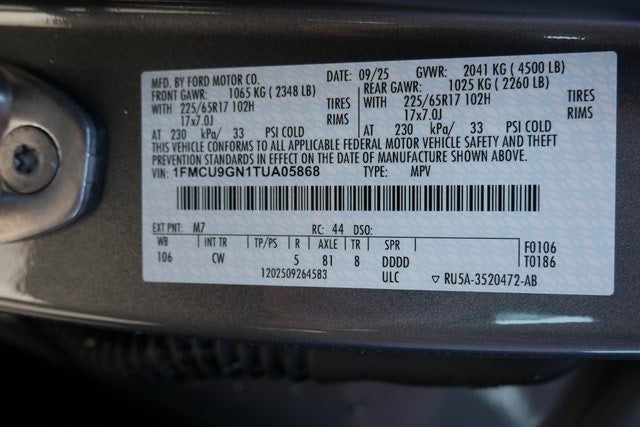 MFD. BY FORD MOTOR CO. DATE: 09/25 GVWR: 2041 KG ( 4500 LB)
FRONT GAWR: 1065 KG ( 2348 LB) REAR GAWR: 1025 KG ( 2260 LB)
WITH 225/65R17 102H TIRES WITH 225/65R17 102H TIRES
17x7.0J RIMS 17x7.0J RIMS
AT 230 kPa/ 33 PSI COLD AT 230 kPa/ 33 PSI COLD
THIS VEHICLE CONFORMS TO ALL APPLICABLE FEDERAL MOTOR VEHICLE SAFETY AND THEFT
PREVENTION STANDARDS IN EFFECT ON THE DATE OF MANUFACTURE SHOWN ABOVE.
VIN: 1FMCU9GN1TUA05868 TYPE: MPV
EXT PNT: M7 RC: 44 DSO:
WB INT TR TP/PS R AXLE TR SPR F0106
106 CW 5 81 8 DDDD T0186
1202509264583 ULC ▽ RU5A-3520472-AB